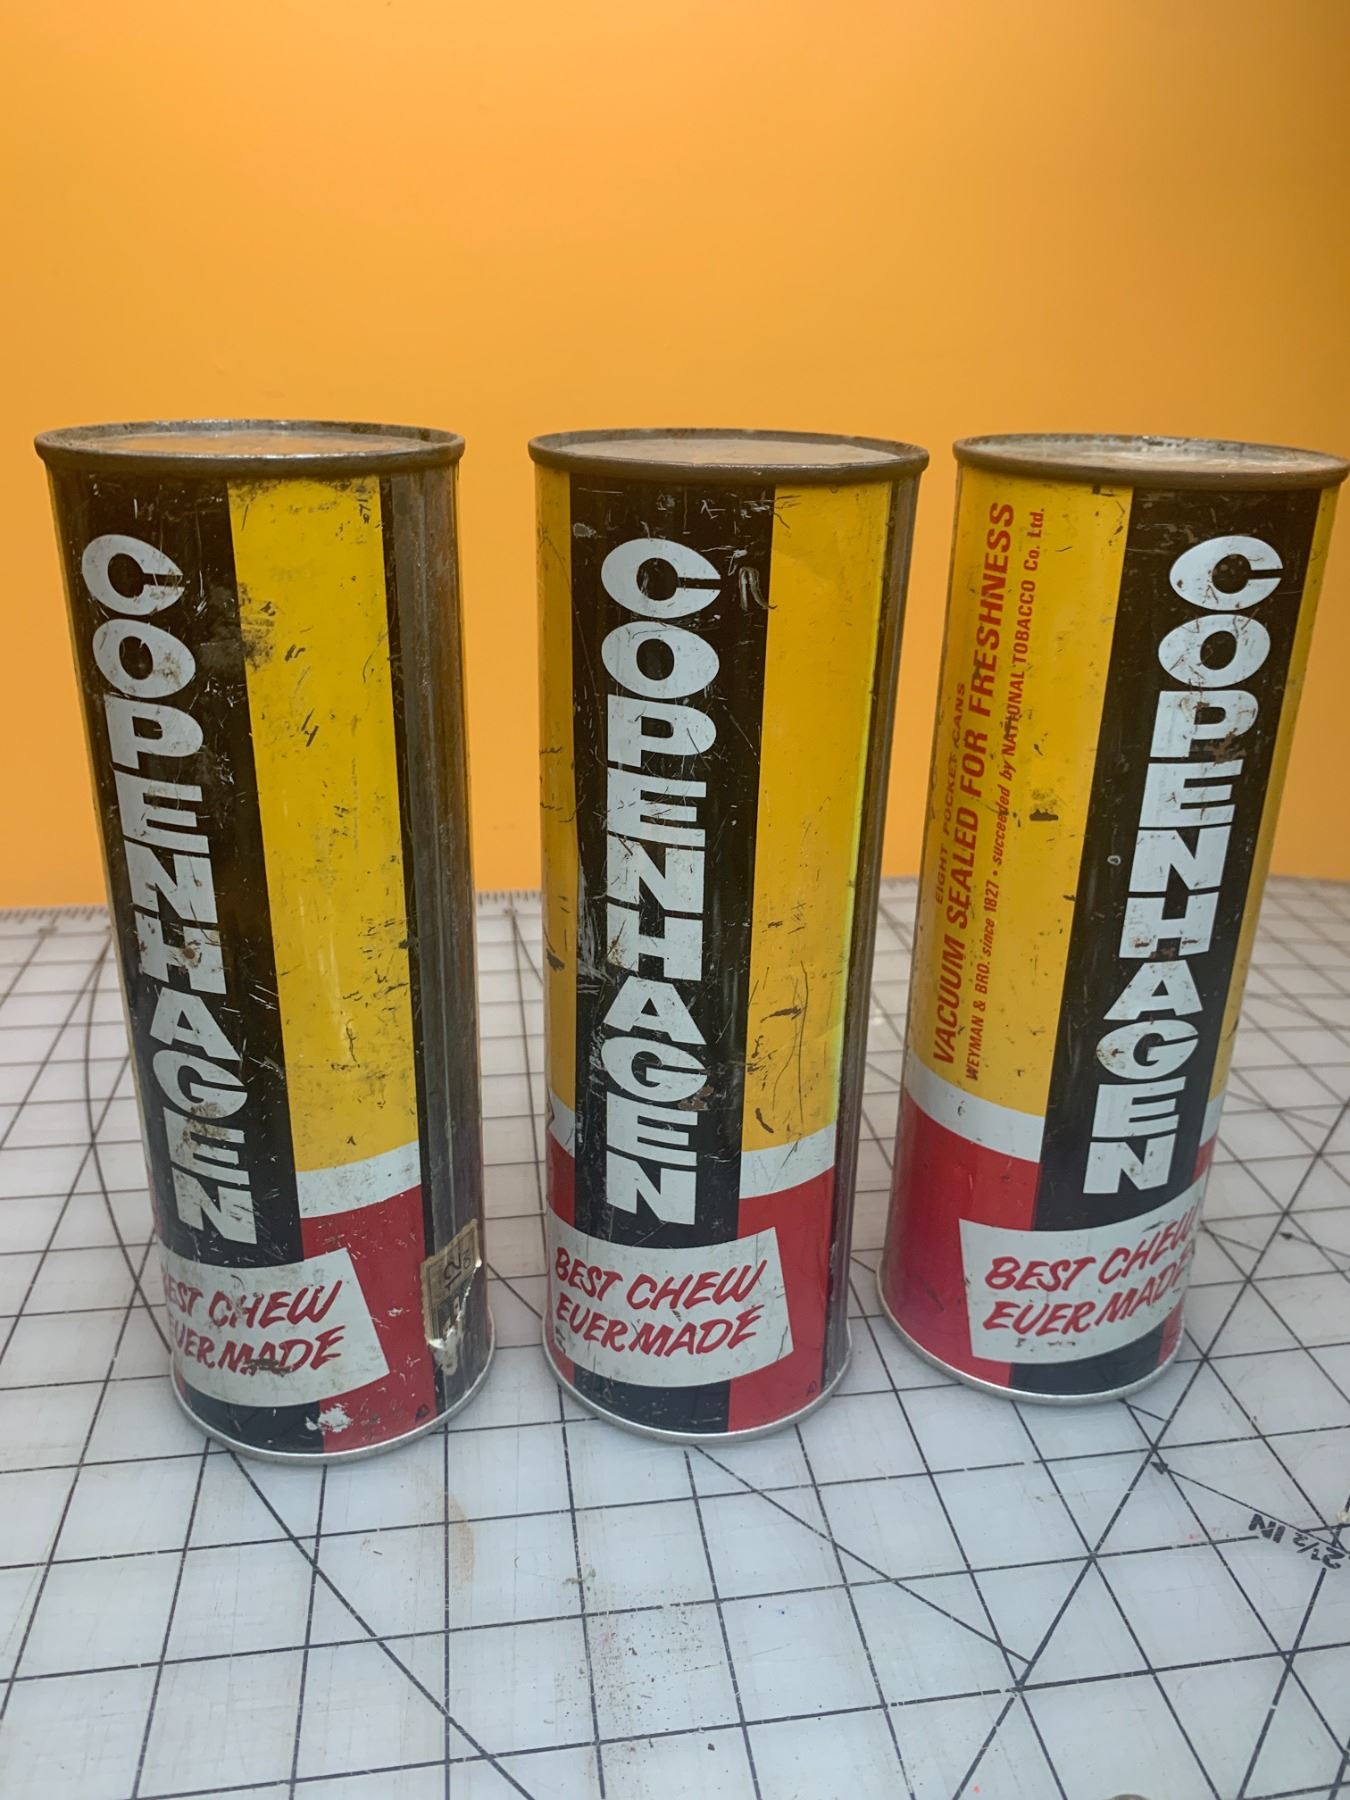 COPENHAGEN
BEST CHEW
EVER MADE
COPENHAGEN
BEST CHEW
EVER MADE
EIGHT POCKET CANS
VACUUM SEALED FOR FRESHNESS
WEYMAN & BRO. since 1827 • succeeded by NATIONAL TOBACCO Co. Ltd.
COPENHAGEN
BEST CHEW
EVER MADE
2½ IN